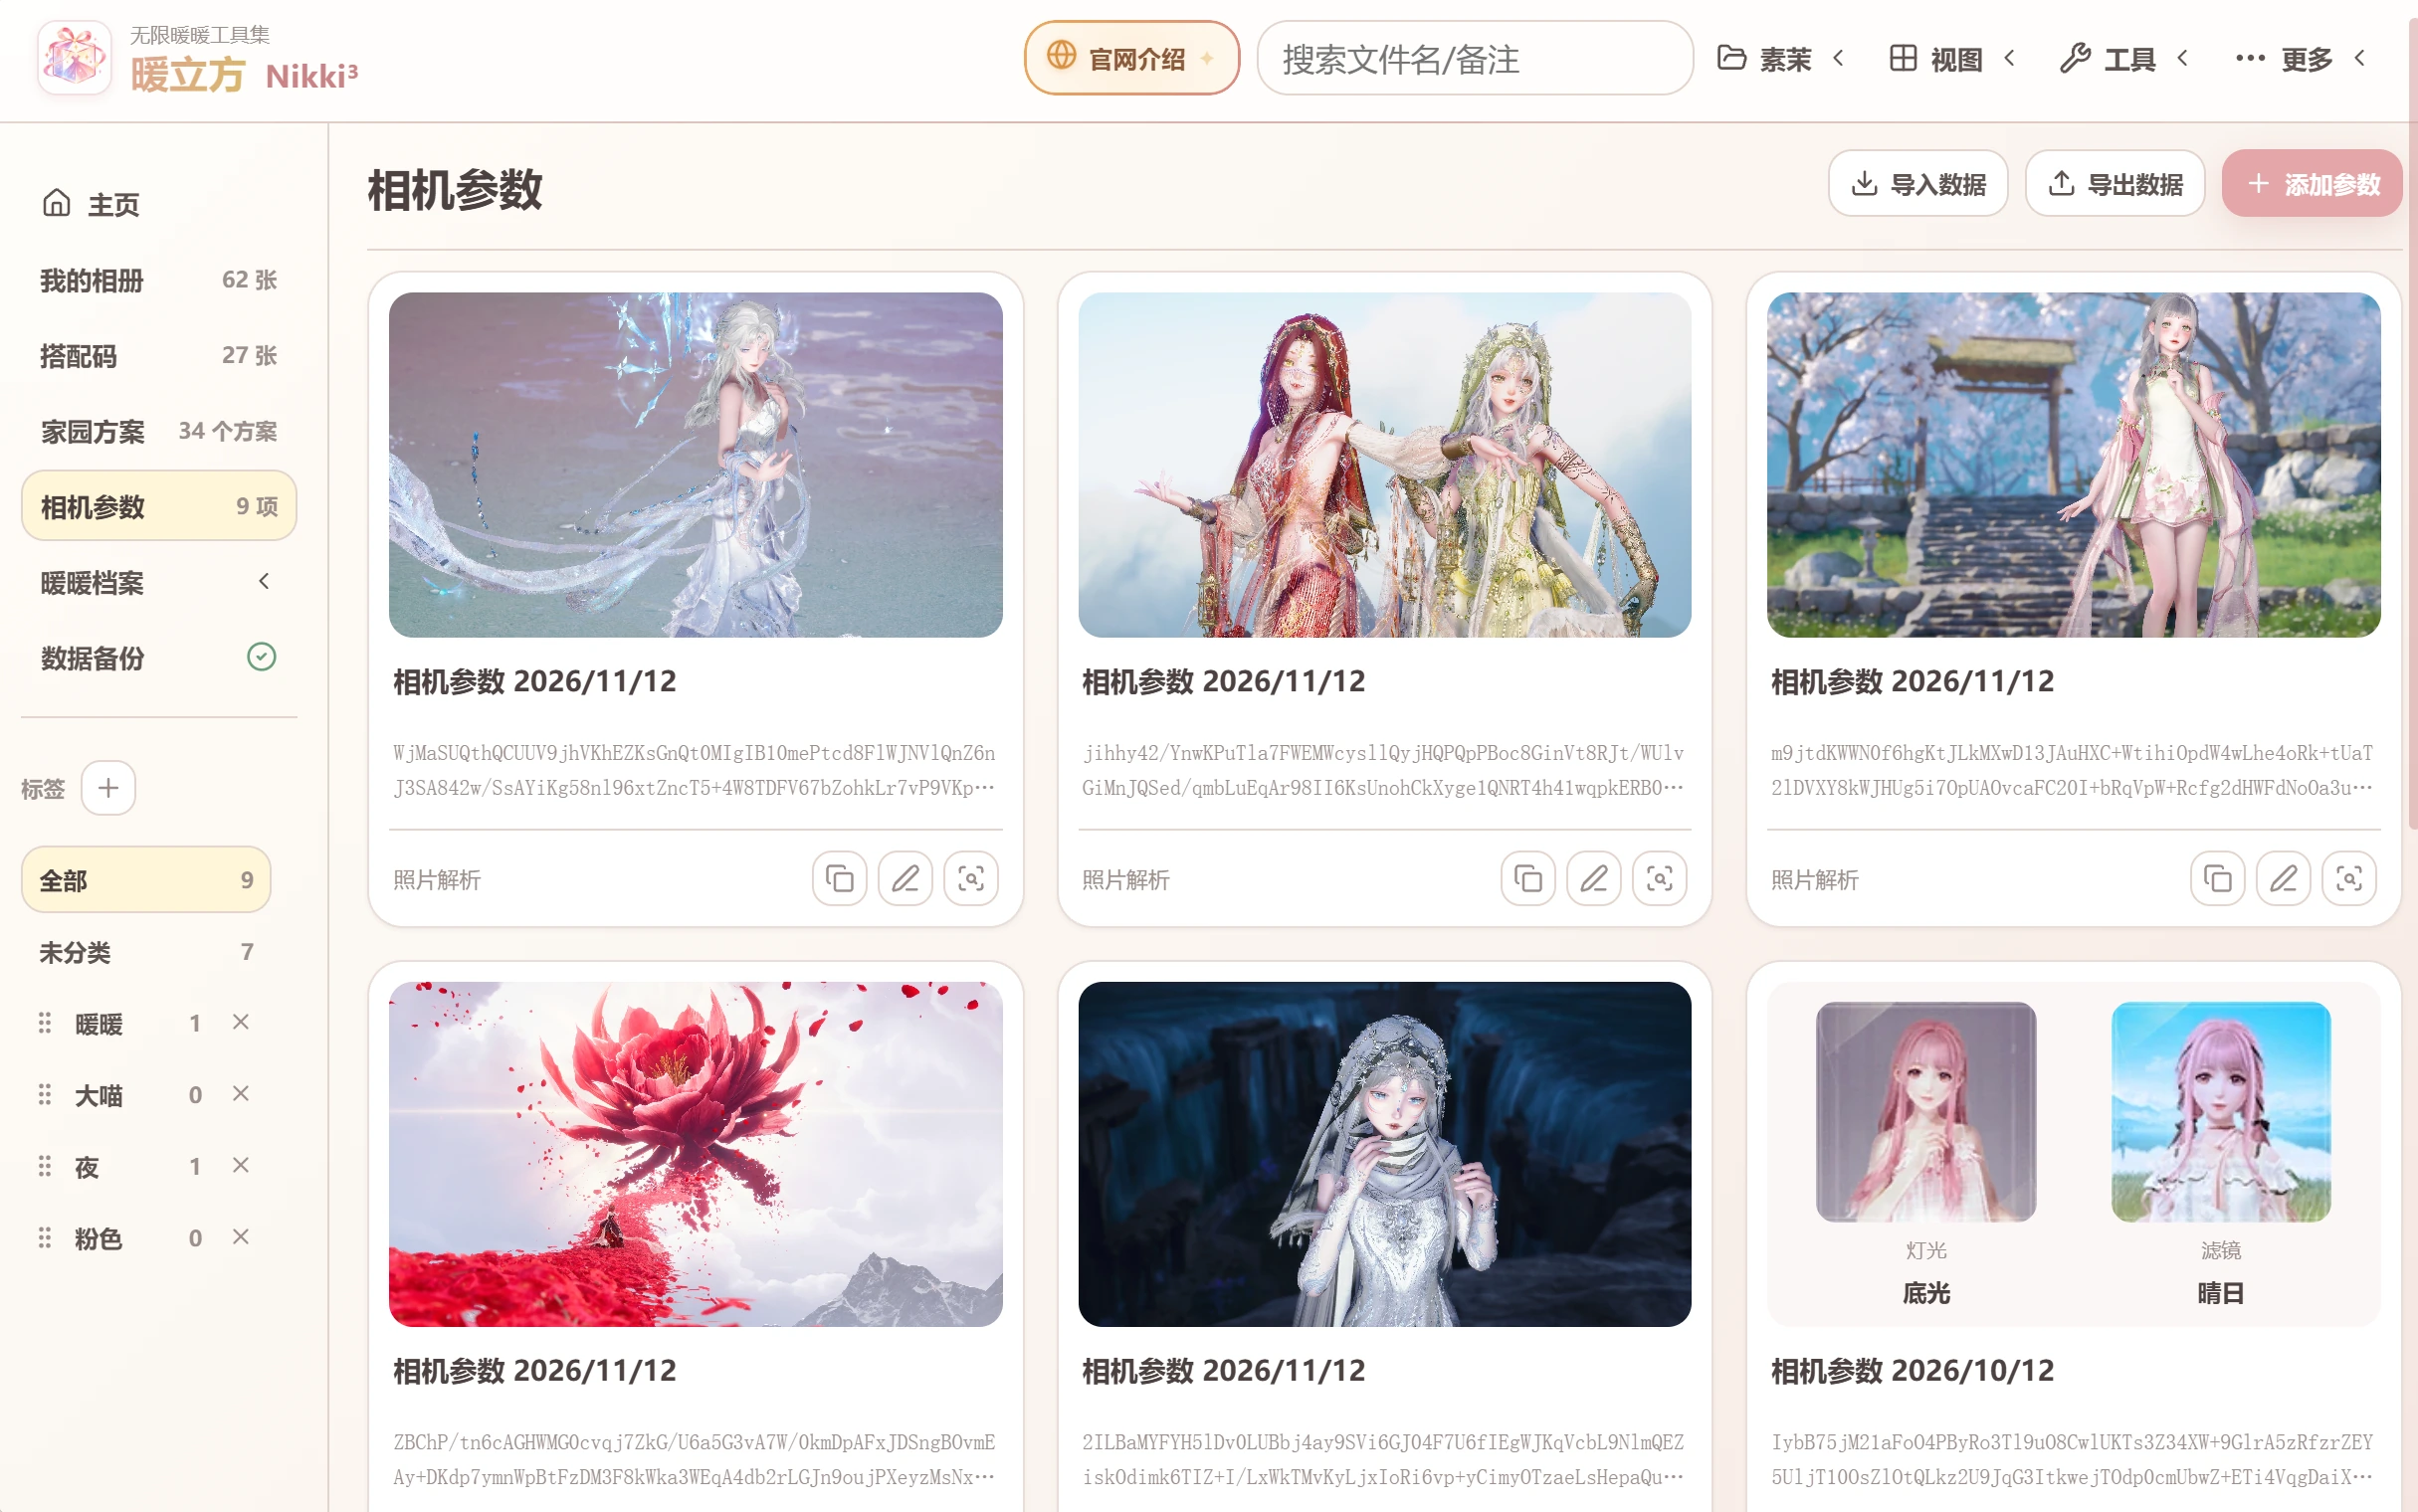 无限暖暖工具集
暖立方 Nikki³
官网介绍
搜索文件名/备注
素茉
视图
工具
更多
主页
我的相册 62 张
搭配码 27 张
家园方案 34 个方案
相机参数 9 项
暖暖档案
数据备份
标签
全部 9
未分类 7
暖暖 1
大喵 0
夜 1
粉色 0
相机参数
导入数据
导出数据
添加参数
相机参数 2026/11/12
WjMaSUQthQCUUV9jhVKhEZKsGnQtOMIgIB10mePtcd8FlWJNVlQnZ6n
J3SA842w/SsAYiKg58nl96xtZncT5+4W8TDFV67bZohkLr7vP9VKp…
照片解析
相机参数 2026/11/12
jihhy42/YnwKPuTla7FWEMWcysllQyjHQPQpPBoc8GinVt8RJt/WUlv
GiMnJQSed/qmbLuEqAr98II6KsUnohCkXyge1QNRT4h41wqpkERB0…
照片解析
相机参数 2026/11/12
m9jtdKWWN0f6hgKtJLkMXwD13JAuHXC+WtihiOpdW4wLhe4oRk+tUaT
2lDVXY8kWJHUg5i7OpUAOvcaFC20I+bRqVpW+Rcfg2dHWFdNoOa3u…
照片解析
相机参数 2026/11/12
ZBChP/tn6cAGHWMGOcvqj7ZkG/U6a5G3vA7W/0kmDpAFxJDSngBOvmE
Ay+DKdp7ymnWpBtFzDM3F8kWka3WEqA4db2rLGJn9oujPXeyzMsNx…
相机参数 2026/11/12
2ILBaMYFYH5lDv0LUBbj4ay9SVi6GJ04F7U6fIEgWJKqVcbL9NlmQEZ
iskOdimk6TIZ+I/LxWkTMvKyLjxIoRi6vp+yCimyOTzaeLsHepaQu…
灯光
底光
滤镜
晴日
相机参数 2026/10/12
IybB75jM21aFoO4PByRo3Tl9uO8CwlUKTs3Z34XW+9GlrA5zRfzrZEY
5UljT10OsZlOtQLkz2U9JqG3ItkwejTOdp0cmUbwZ+ETi4VqgDaiX…